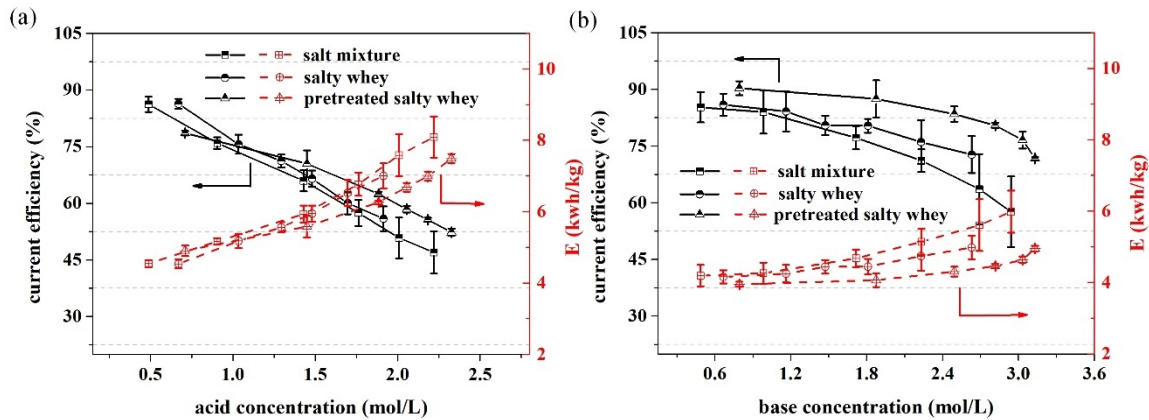 (a)
105
90
75
60
45
30
current efficiency (%)
salt mixture
salty whey
pretreated salty whey
10
8
6
4
2
E (kwh/kg)
0.5
1.0
1.5
2.0
2.5
acid concentration (mol/L)
(b)
105
90
75
60
45
30
current efficiency (%)
salt mixture
salty whey
pretreated salty whey
10
8
6
4
2
E (kwh/kg)
0.6
1.2
1.8
2.4
3.0
3.6
base concentration (mol/L)